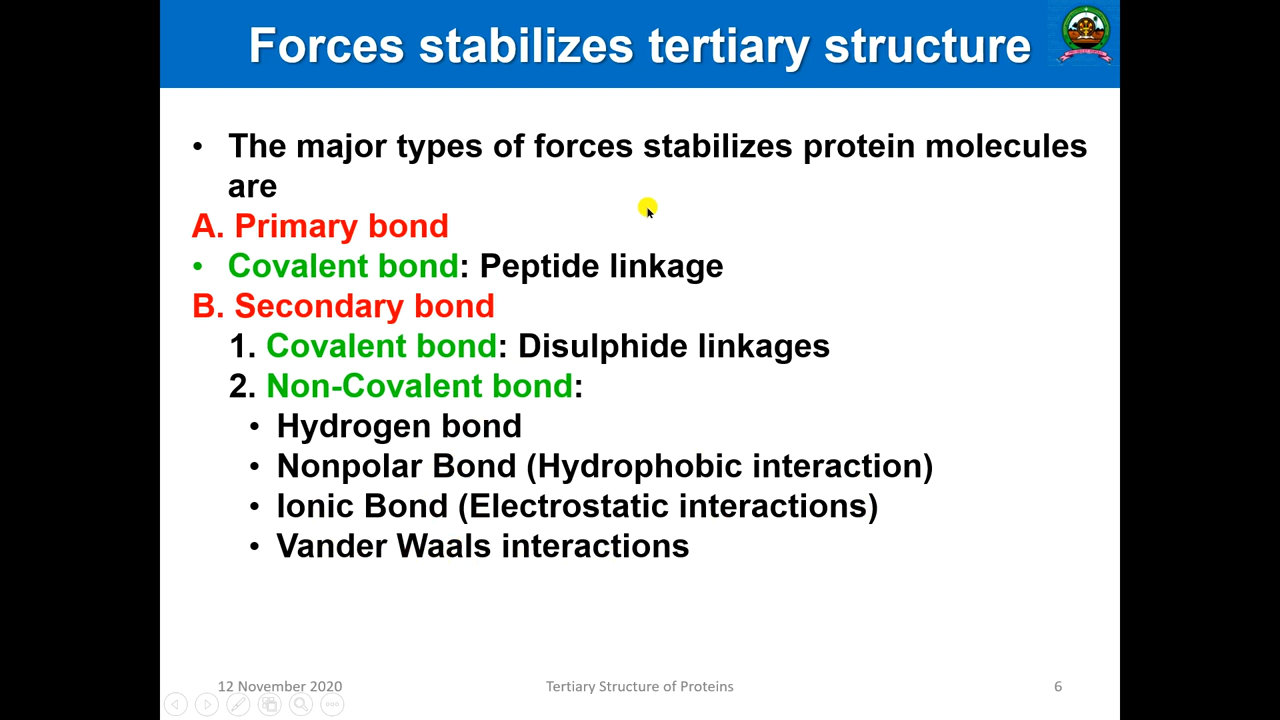 Forces stabilizes tertiary structure
• The major types of forces stabilizes protein molecules
are
A. Primary bond
• Covalent bond: Peptide linkage
B. Secondary bond
1. Covalent bond: Disulphide linkages
2. Non-Covalent bond:
• Hydrogen bond
• Nonpolar Bond (Hydrophobic interaction)
• Ionic Bond (Electrostatic interactions)
• Vander Waals interactions
12 November 2020
Tertiary Structure of Proteins
6